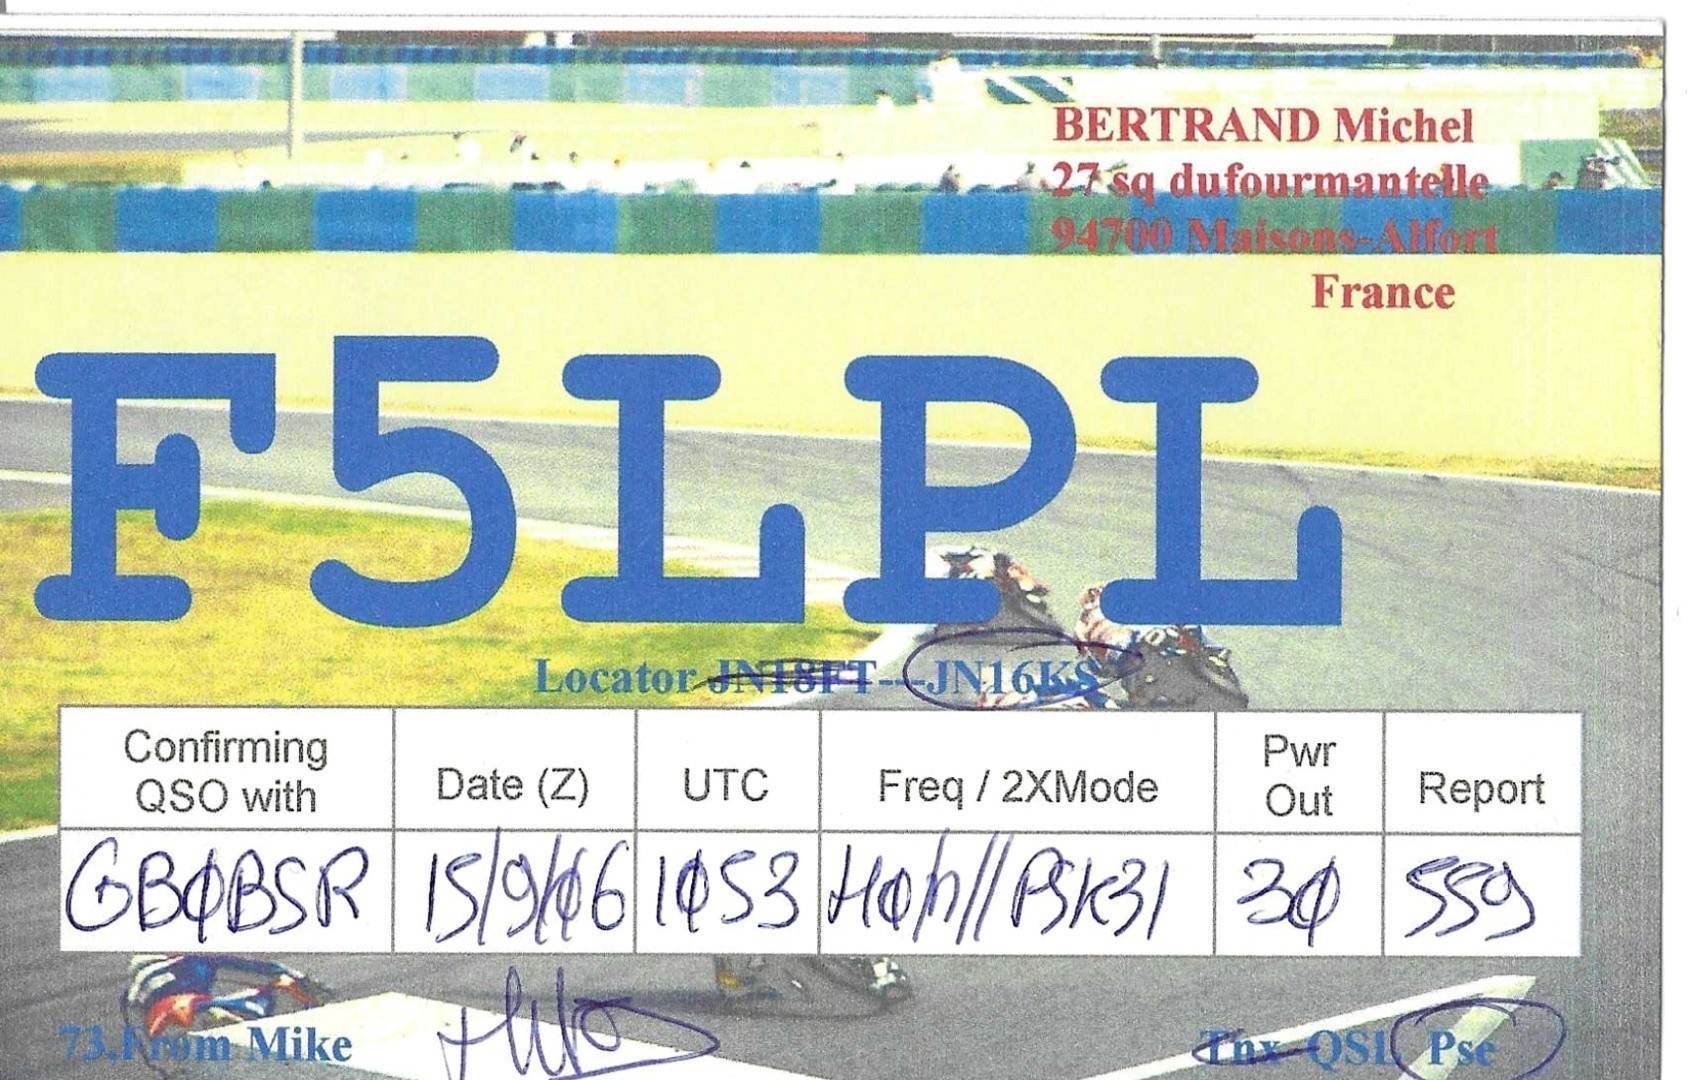 BERTRAND Michel
27 sq dufourmantelle
94700 Maisons-Alfort
France
F5LPL
Locator JN18FT---JN16KS
Confirming QSO with Date (Z) UTC Freq / 2XMode Pwr Out Report
GBØBSR 15/9/Ø6 1Ø53 4Øm // PSK31 3Ø 559
73,From Mike
Tnx QSL Pse